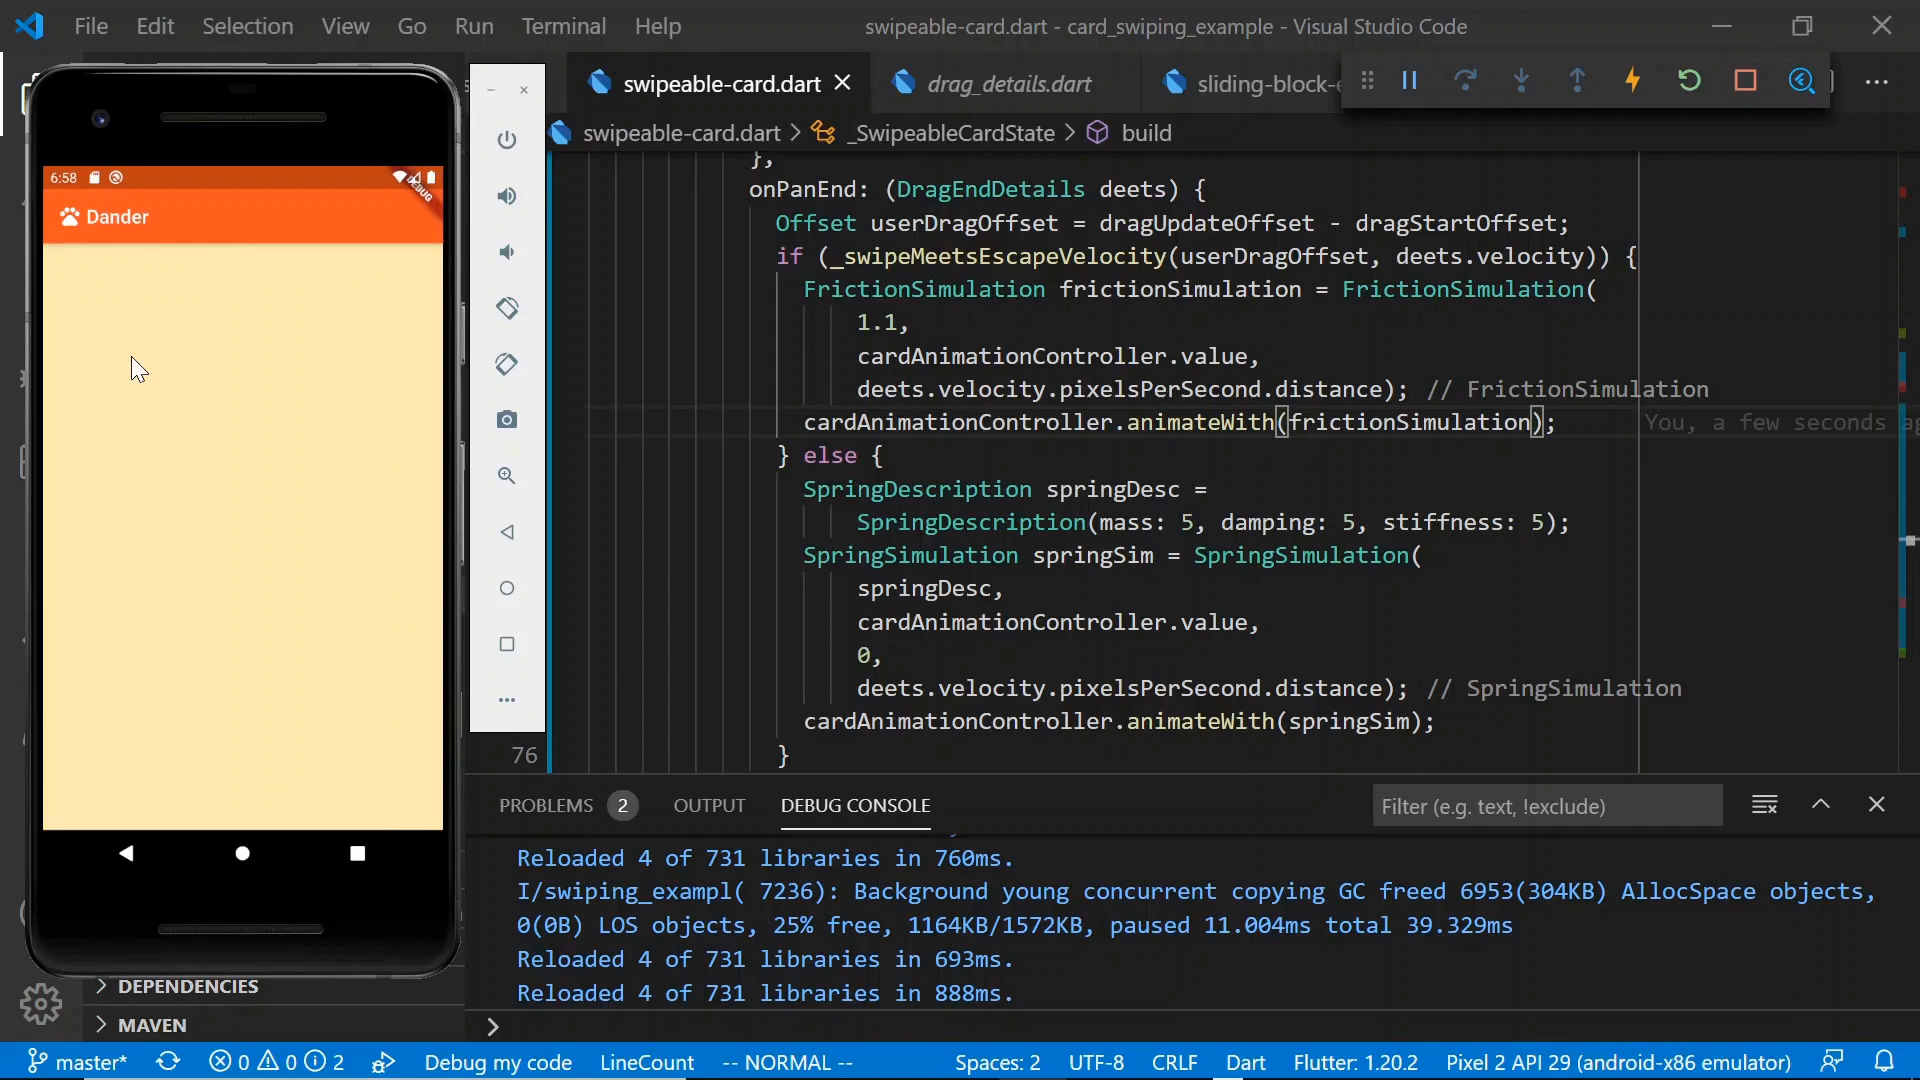 File Edit Selection View Go Run Terminal Help
swipeable-card.dart - card_swiping_example - Visual Studio Code
swipeable-card.dart
drag_details.dart
sliding-block-
swipeable-card.dart > _SwipeableCardState > build
6:58
DEBUG
Dander
},
onPanEnd: (DragEndDetails deets) {
Offset userDragOffset = dragUpdateOffset - dragStartOffset;
if (_swipeMeetsEscapeVelocity(userDragOffset, deets.velocity)) {
FrictionSimulation frictionSimulation = FrictionSimulation(
1.1,
cardAnimationController.value,
deets.velocity.pixelsPerSecond.distance); // FrictionSimulation
cardAnimationController.animateWith(frictionSimulation); You, a few seconds
} else {
SpringDescription springDesc =
SpringDescription(mass: 5, damping: 5, stiffness: 5);
SpringSimulation springSim = SpringSimulation(
springDesc,
cardAnimationController.value,
0,
deets.velocity.pixelsPerSecond.distance); // SpringSimulation
cardAnimationController.animateWith(springSim);
76 }
PROBLEMS 2 OUTPUT DEBUG CONSOLE
Filter (e.g. text, !exclude)
Reloaded 4 of 731 libraries in 760ms.
I/swiping_exampl( 7236): Background young concurrent copying GC freed 6953(304KB) AllocSpace objects,
0(0B) LOS objects, 25% free, 1164KB/1572KB, paused 11.004ms total 39.329ms
Reloaded 4 of 731 libraries in 693ms.
Reloaded 4 of 731 libraries in 888ms.
DEPENDENCIES
MAVEN
master* 0 0 2 Debug my code LineCount -- NORMAL -- Spaces: 2 UTF-8 CRLF Dart Flutter: 1.20.2 Pixel 2 API 29 (android-x86 emulator)